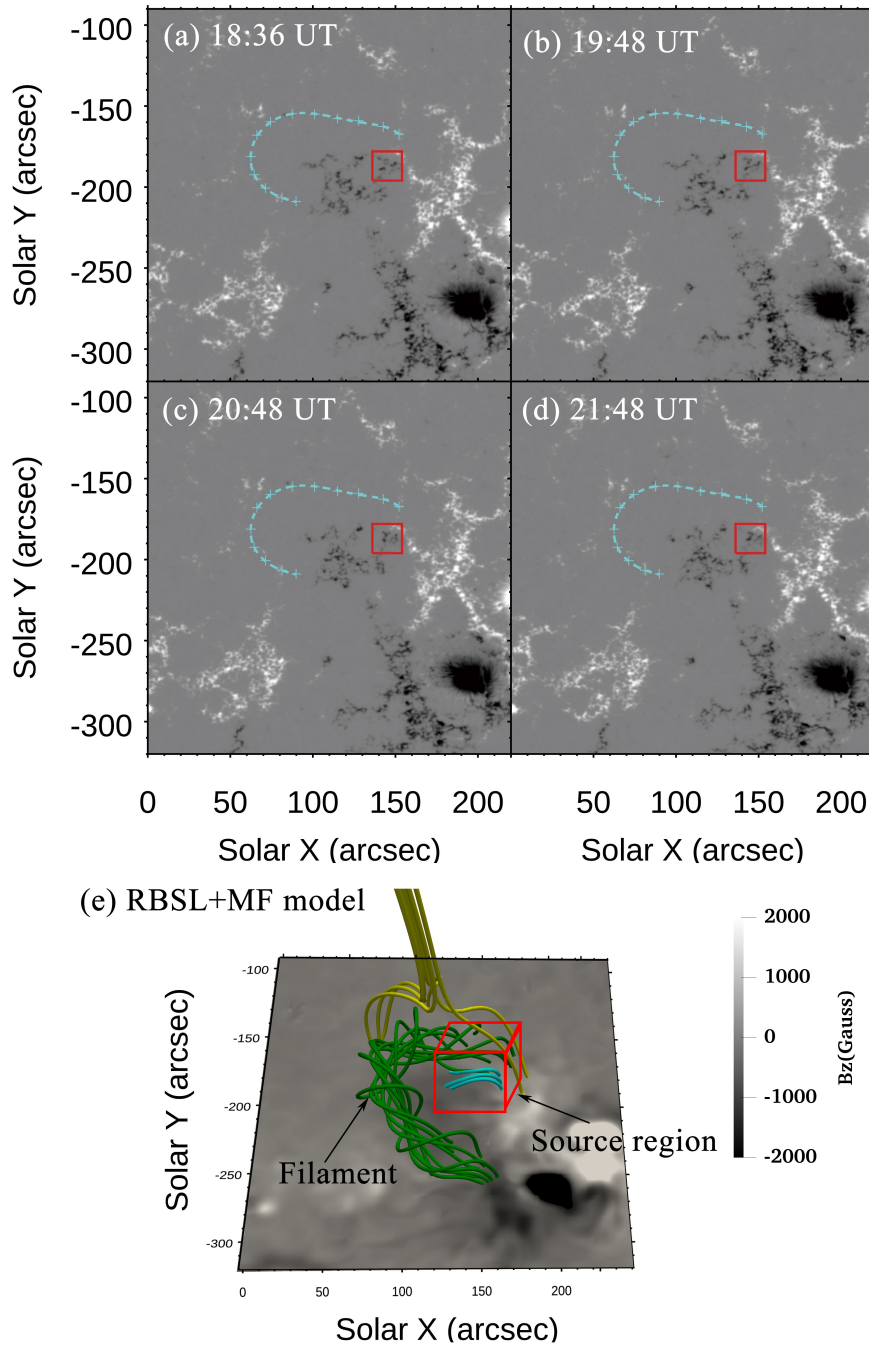 (a) 18:36 UT
(b) 19:48 UT
-100
-150
-200
-250
-300
Solar Y (arcsec)
(c) 20:48 UT
(d) 21:48 UT
-100
-150
-200
-250
-300
Solar Y (arcsec)
0 50 100 150 200
50 100 150 200
Solar X (arcsec)
Solar X (arcsec)
(e) RBSL+MF model
-100
-150
-200
-250
-300
Solar Y (arcsec)
Filament
Source region
0 50 100 150 200
Solar X (arcsec)
2000
1000
0
-1000
-2000
Bz(Gauss)